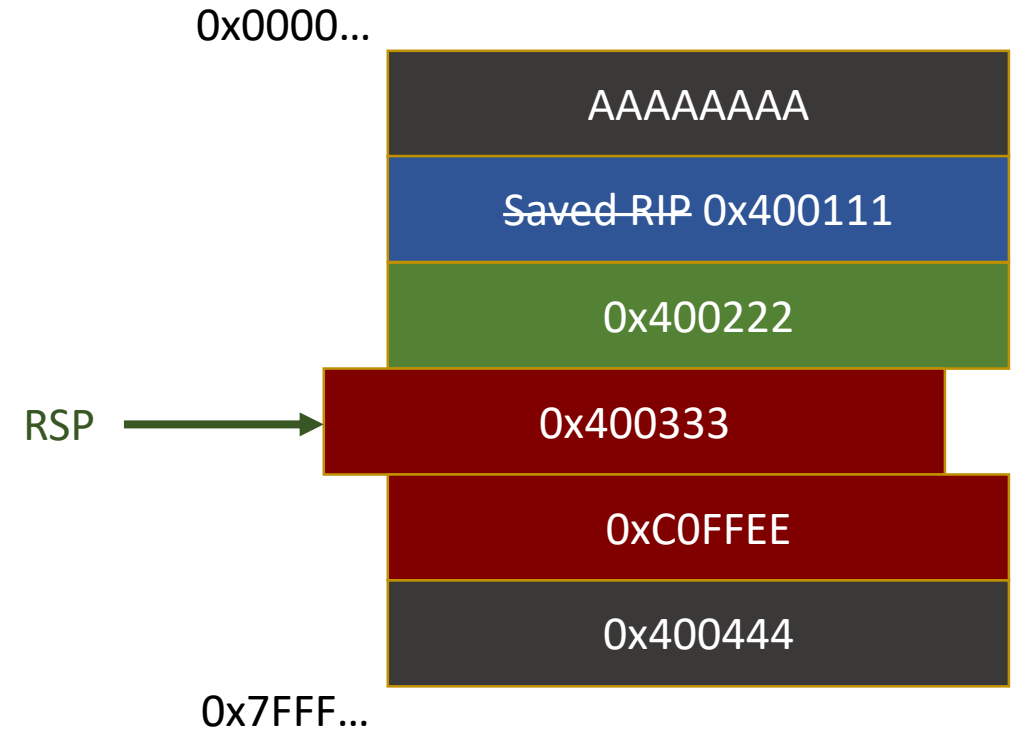 0x0000...
AAAAAAAA
Saved RIP 0x400111
0x400222
RSP
0x400333
0xC0FFEE
0x400444
0x7FFF...